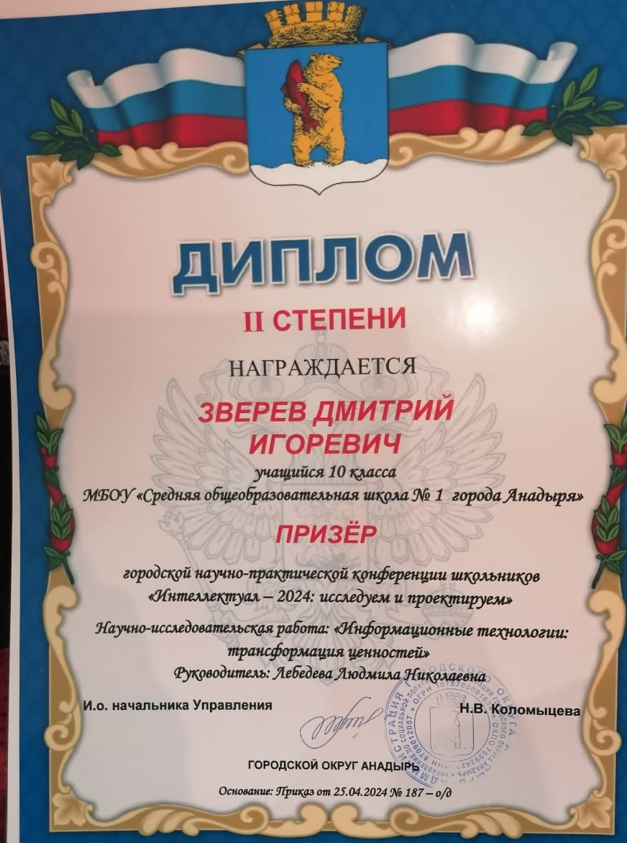 ДИПЛОМ
II СТЕПЕНИ
НАГРАЖДАЕТСЯ
ЗВЕРЕВ ДМИТРИЙ
ИГОРЕВИЧ
учащийся 10 класса
МБОУ «Средняя общеобразовательная школа № 1 города Анадыря»
ПРИЗЁР
городской научно-практической конференции школьников
«Интеллектуал – 2024: исследуем и проектируем»
Научно-исследовательская работа: «Информационные технологии:
трансформация ценностей»
Руководитель: Лебедева Людмила Николаевна
И.о. начальника Управления Н.В. Коломыцева
ГОРОДСКОЙ ОКРУГ АНАДЫРЬ
Основание: Приказ от 25.04.2024 № 187 – о/д